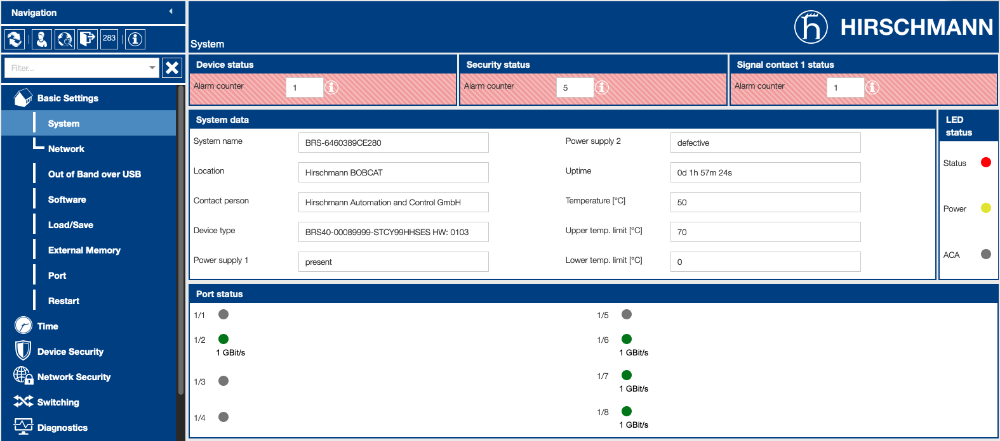 Navigation
283
Filter...
Basic Settings
System
Network
Out of Band over USB
Software
Load/Save
External Memory
Port
Restart
Time
Device Security
Network Security
Switching
Diagnostics
System
HIRSCHMANN
Device status
Alarm counter 1
Security status
Alarm counter 5
Signal contact 1 status
Alarm counter 1
System data
System name BRS-6460389CE280
Location Hirschmann BOBCAT
Contact person Hirschmann Automation and Control GmbH
Device type BRS40-00089999-STCY99HHSES HW: 0103
Power supply 1 present
Power supply 2 defective
Uptime 0d 1h 57m 24s
Temperature [°C] 50
Upper temp. limit [°C] 70
Lower temp. limit [°C] 0
LED
status
Status
Power
ACA
Port status
1/1
1/2
1 GBit/s
1/3
1/4
1/5
1/6
1 GBit/s
1/7
1 GBit/s
1/8
1 GBit/s